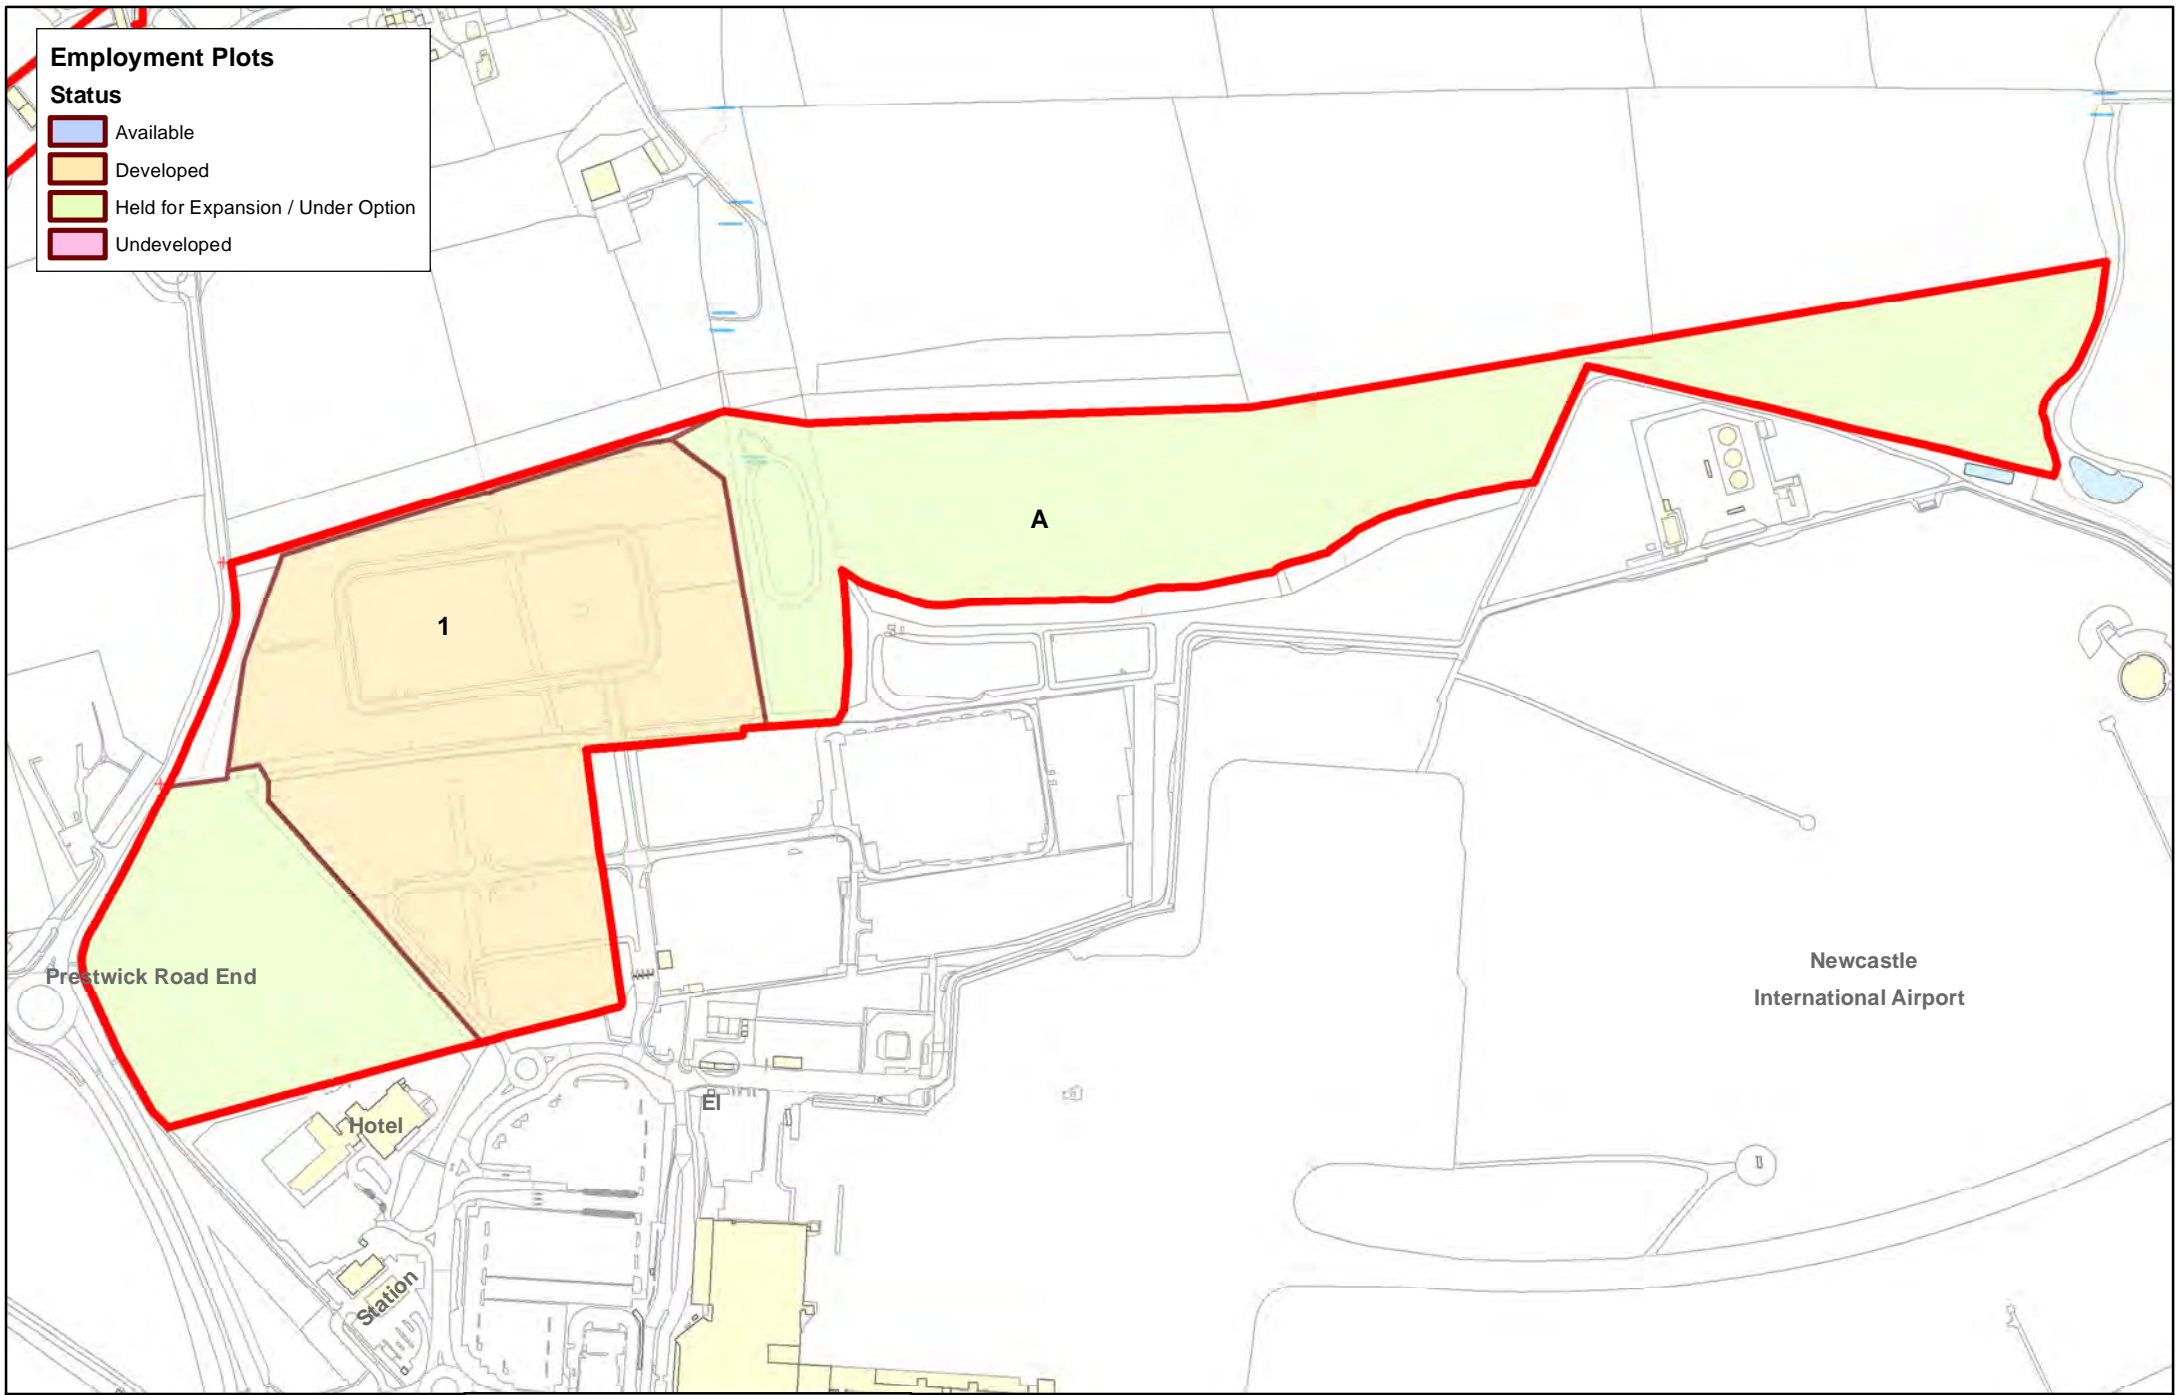 Employment Plots
Status
Available
Developed
Held for Expansion / Under Option
Undeveloped
A
1
Prestwick Road End
Newcastle
International Airport
El
Hotel
Station